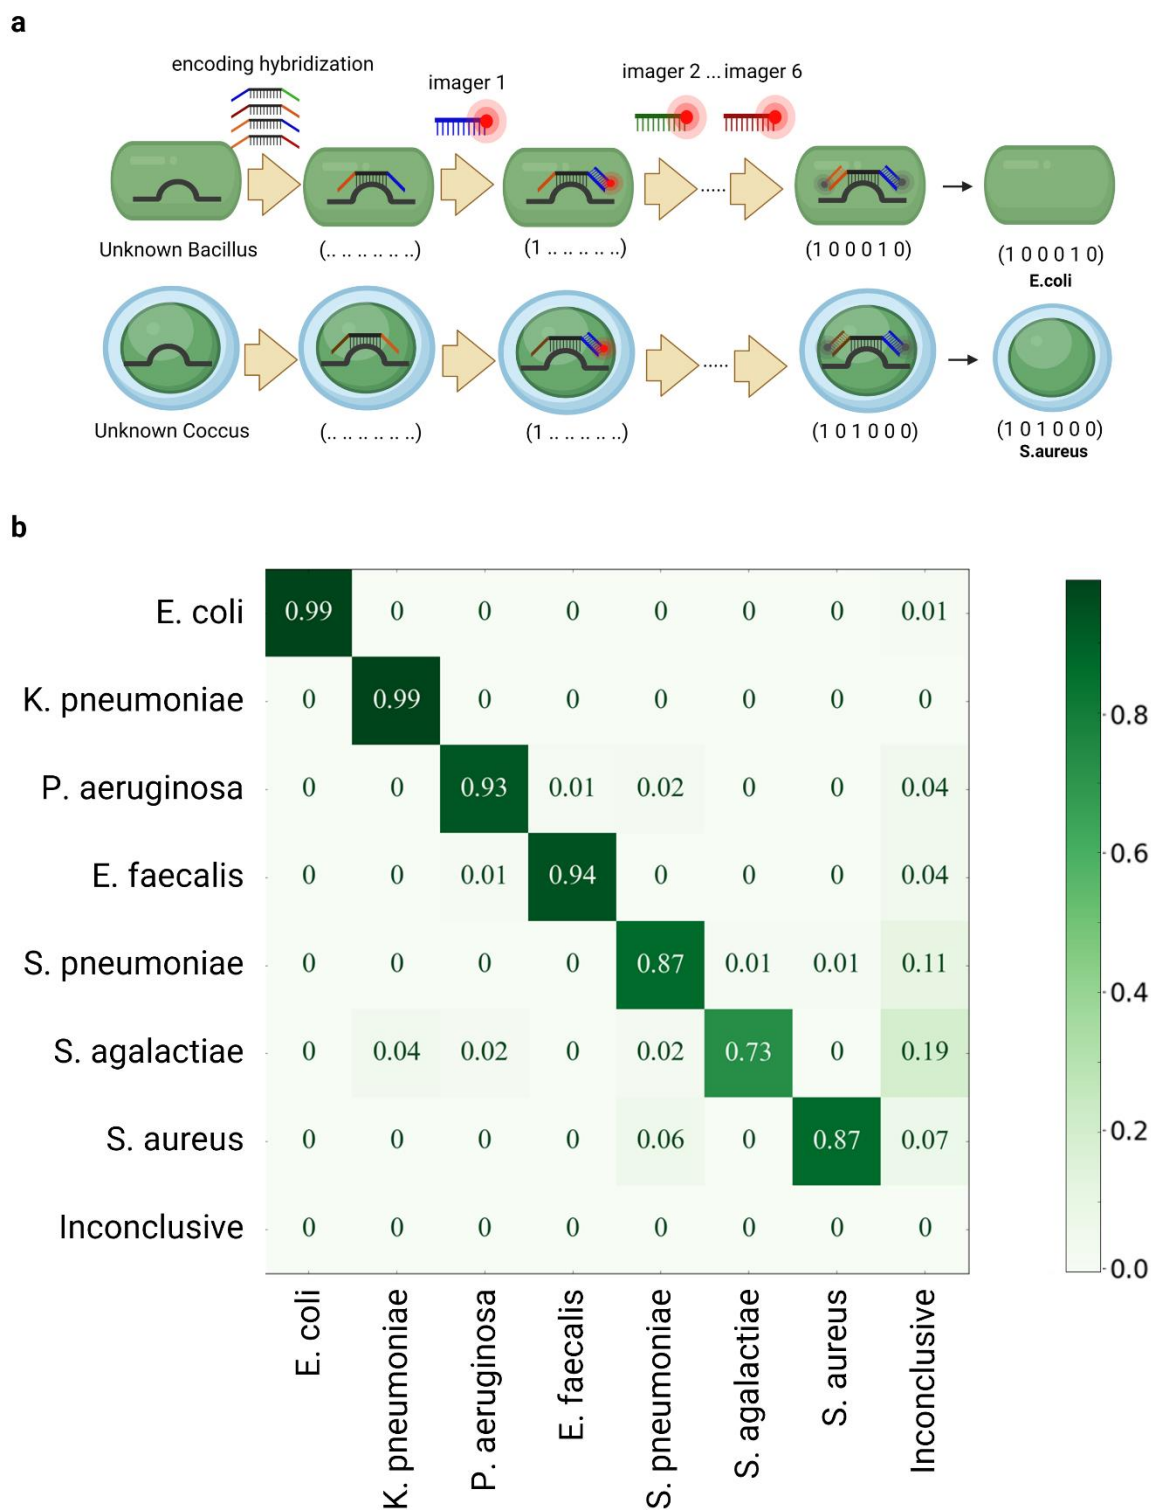 a
encoding hybridization
imager 1
imager 2 ... imager 6
.....
Unknown Bacillus
(.. .. .. .. .. ..)
(1 .. .. .. .. ..)
(1 0 0 0 1 0)
(1 0 0 0 1 0)
E.coli
.....
Unknown Coccus
(.. .. .. .. .. ..)
(1 .. .. .. .. ..)
(1 0 1 0 0 0)
(1 0 1 0 0 0)
S.aureus
b
E. coli 0.99 0 0 0 0 0 0 0.01
K. pneumoniae 0 0.99 0 0 0 0 0 0
P. aeruginosa 0 0 0.93 0.01 0.02 0 0 0.04
E. faecalis 0 0 0.01 0.94 0 0 0 0.04
S. pneumoniae 0 0 0 0 0.87 0.01 0.01 0.11
S. agalactiae 0 0.04 0.02 0 0.02 0.73 0 0.19
S. aureus 0 0 0 0 0.06 0 0.87 0.07
Inconclusive 0 0 0 0 0 0 0 0
E. coli
K. pneumoniae
P. aeruginosa
E. faecalis
S. pneumoniae
S. agalactiae
S. aureus
Inconclusive
0.8
0.6
0.4
0.2
0.0